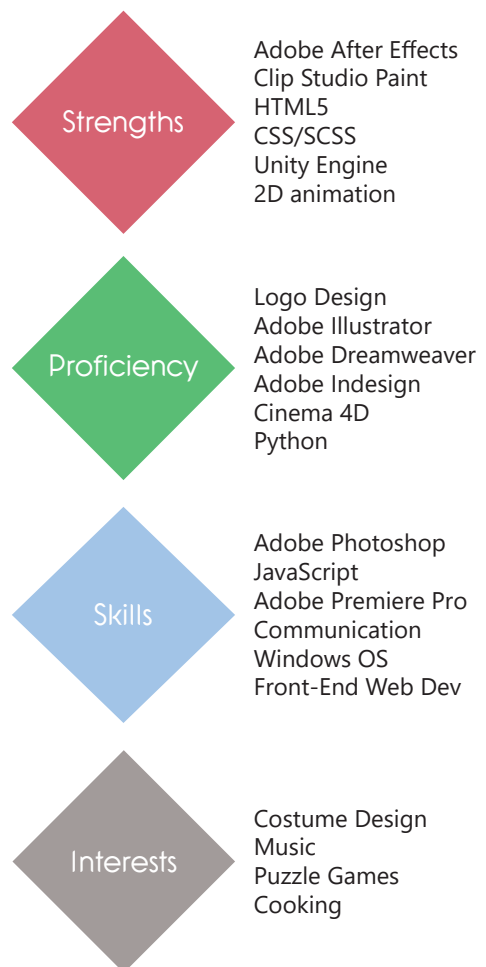 Strengths
Adobe After Effects
Clip Studio Paint
HTML5
CSS/SCSS
Unity Engine
2D animation
Proficiency
Logo Design
Adobe Illustrator
Adobe Dreamweaver
Adobe Indesign
Cinema 4D
Python
Skills
Adobe Photoshop
JavaScript
Adobe Premiere Pro
Communication
Windows OS
Front-End Web Dev
Interests
Costume Design
Music
Puzzle Games
Cooking